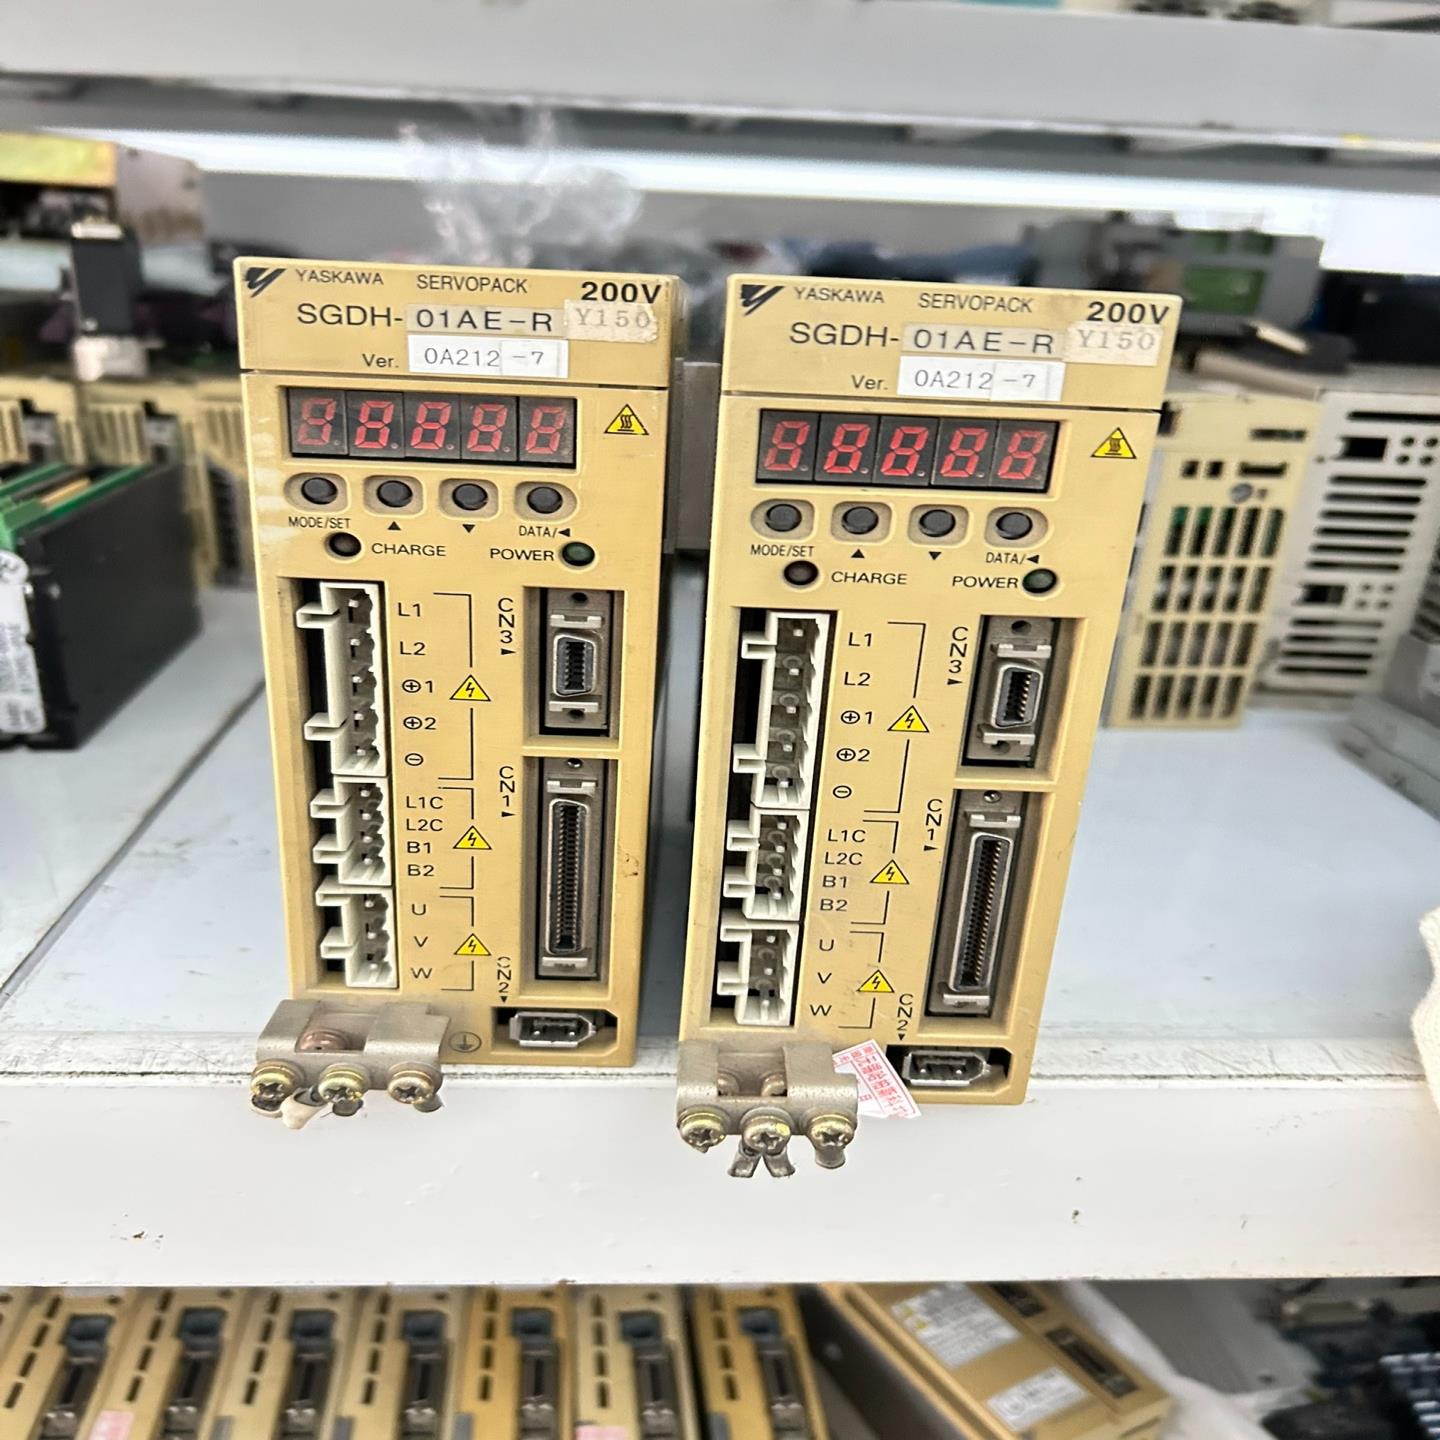 YASKAWA SERVOPACK 200V
SGDH-01AE-R Y150
Ver. 0A212-7
MODE/SET ▲ ▼ DATA/◀
CHARGE POWER
CN3
L1
L2
⊕1
⊕2
⊖
CN1
L1C
L2C
B1
B2
U
V
W
CN2
YASKAWA SERVOPACK 200V
SGDH-01AE-R Y150
Ver. 0A212-7
MODE/SET ▲ ▼ DATA/◀
CHARGE POWER
CN3
L1
L2
⊕1
⊕2
⊖
CN1
L1C
L2C
B1
B2
U
V
W
CN2